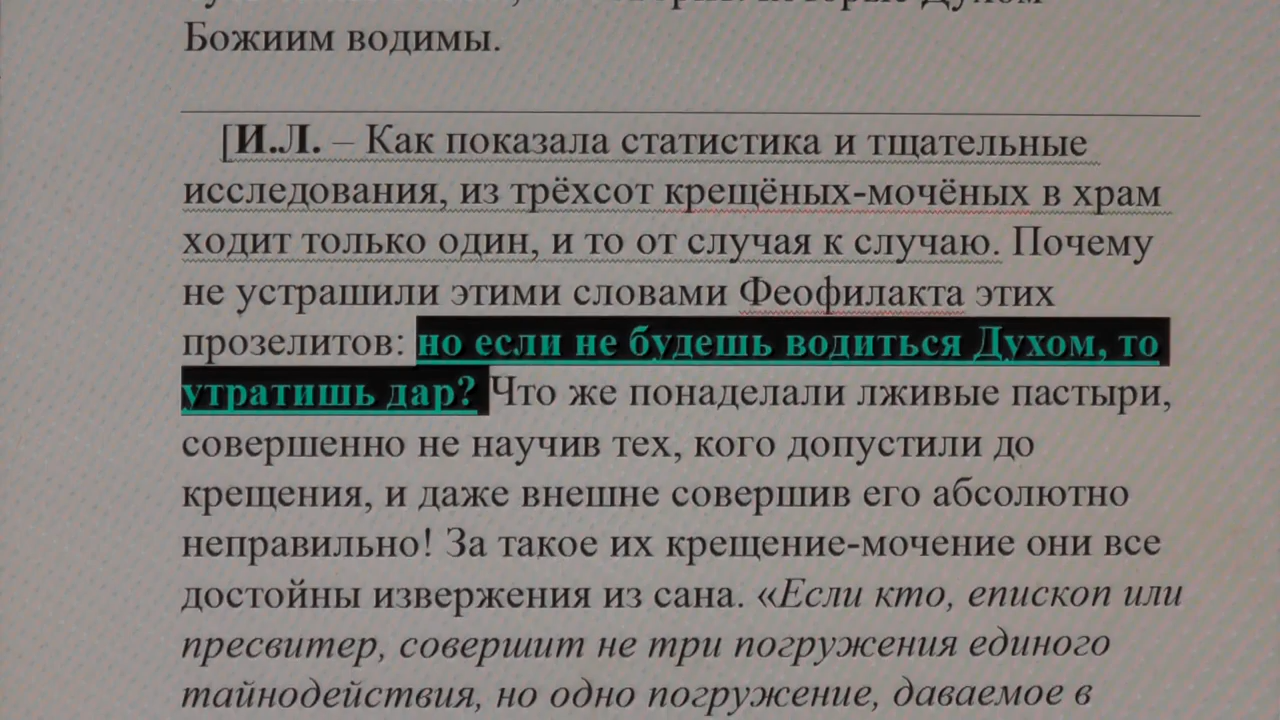 Божиим водимы.
[И..Л. – Как показала статистика и тщательные
исследования, из трёхсот крещёных-мочёных в храм
ходит только один, и то от случая к случаю. Почему
не устрашили этими словами Феофилакта этих
прозелитов: но если не будешь водиться Духом, то
утратишь дар? Что же понаделали лживые пастыри,
совершенно не научив тех, кого допустили до
крещения, и даже внешне совершив его абсолютно
неправильно! За такое их крещение-мочение они все
достойны извержения из сана. «Если кто, епископ или
пресвитер, совершит не три погружения единого
тайнодействия, но одно погружение, даваемое в